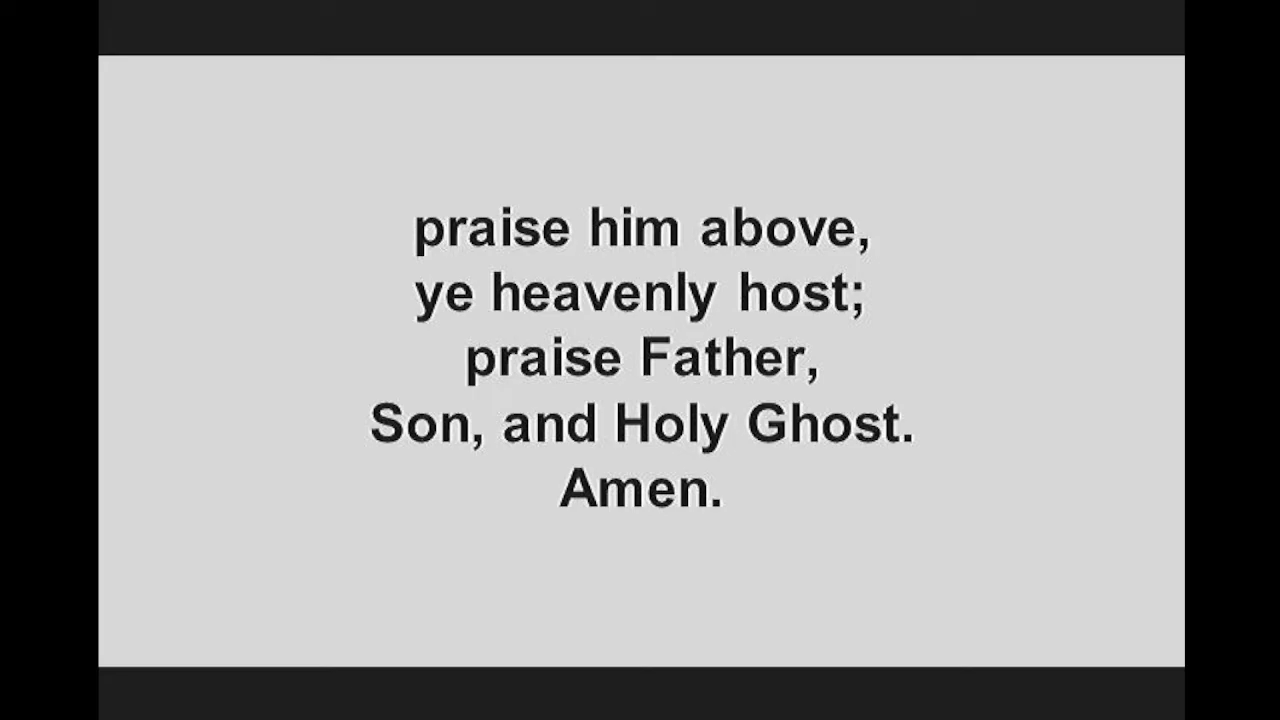 praise him above,
ye heavenly host;
praise Father,
Son, and Holy Ghost.
Amen.